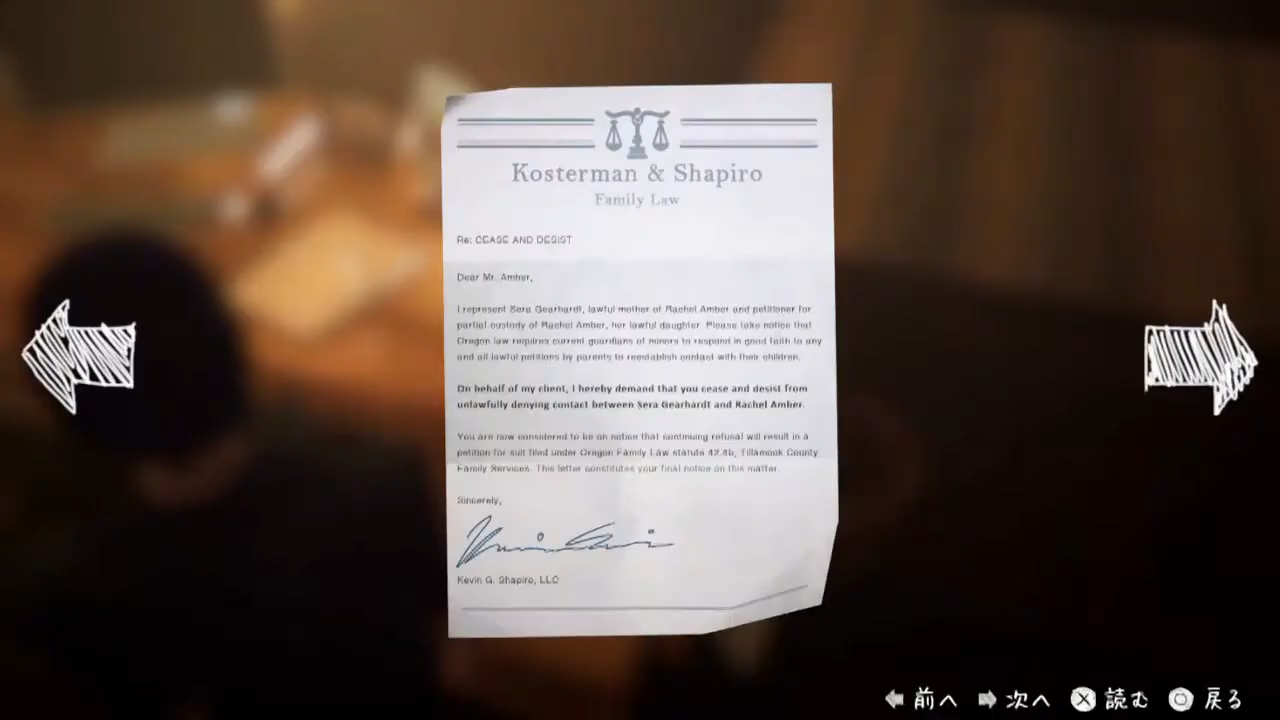 Kosterman & Shapiro
Family Law
Re: CEASE AND DESIST
Dear Mr. Amber,
I represent Sera Gearhardt, lawful mother of Rachel Amber and petitioner for
partial custody of Rachel Amber, her lawful daughter. Please take notice that
Oregon law requires current guardians of minors to respond in good faith to any
and all lawful petitions by parents to reestablish contact with their children.
On behalf of my client, I hereby demand that you cease and desist from
unlawfully denying contact between Sera Gearhardt and Rachel Amber.
You are now considered to be on notice that continuing refusal will result in a
petition for suit filed under Oregon Family Law statute 42.4b, Tillamook County
Family Services. This letter constitutes your final notice on this matter.
Sincerely,
Kevin G. Shapiro, LLC
前へ 次へ 読む 戻る